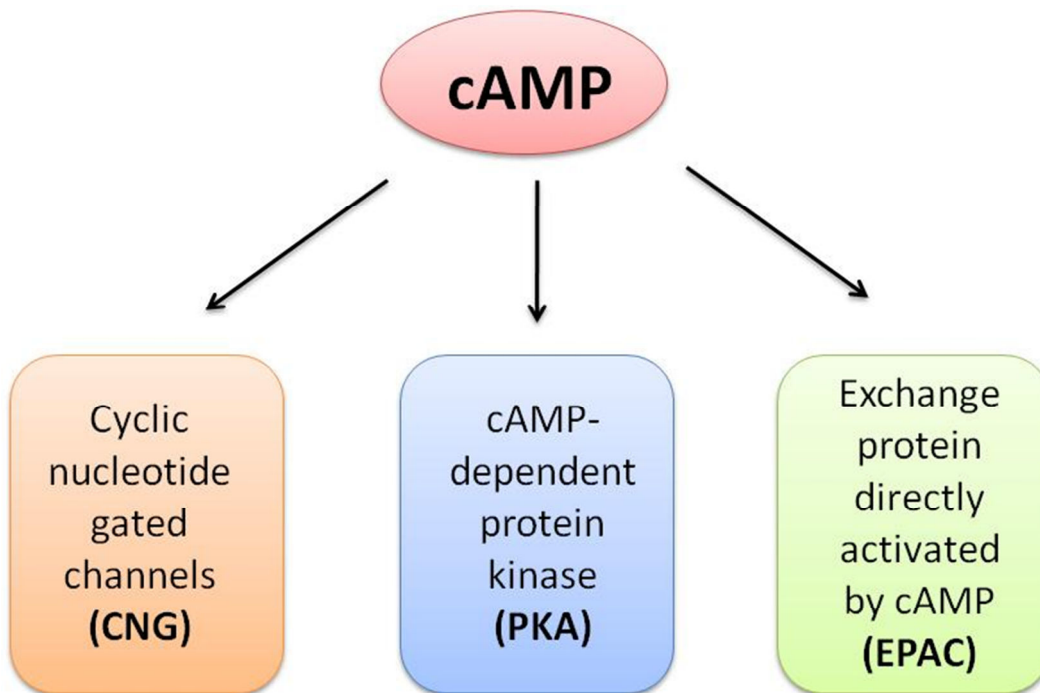 cAMP
Cyclic
nucleotide
gated
channels
(CNG)
cAMP-
dependent
protein
kinase
(PKA)
Exchange
protein
directly
activated
by cAMP
(EPAC)